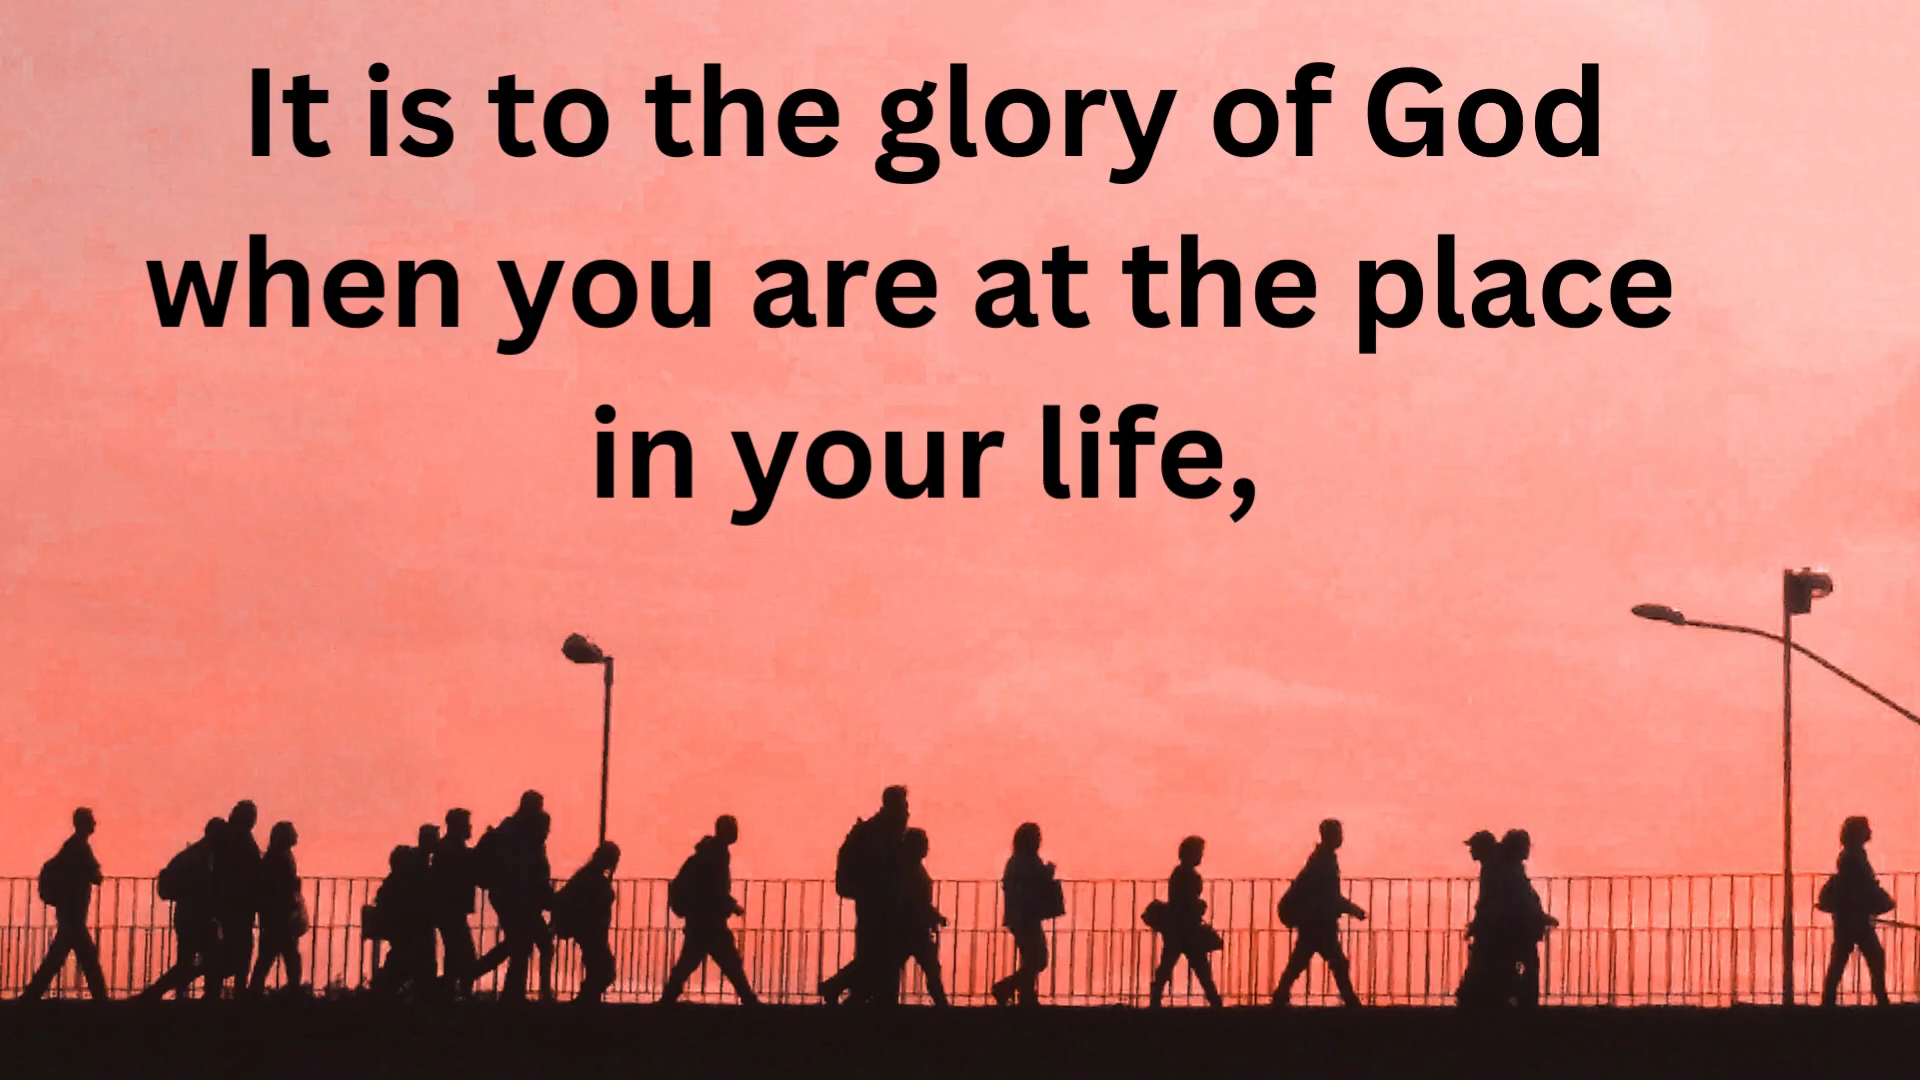 It is to the glory of God
when you are at the place
in your life,